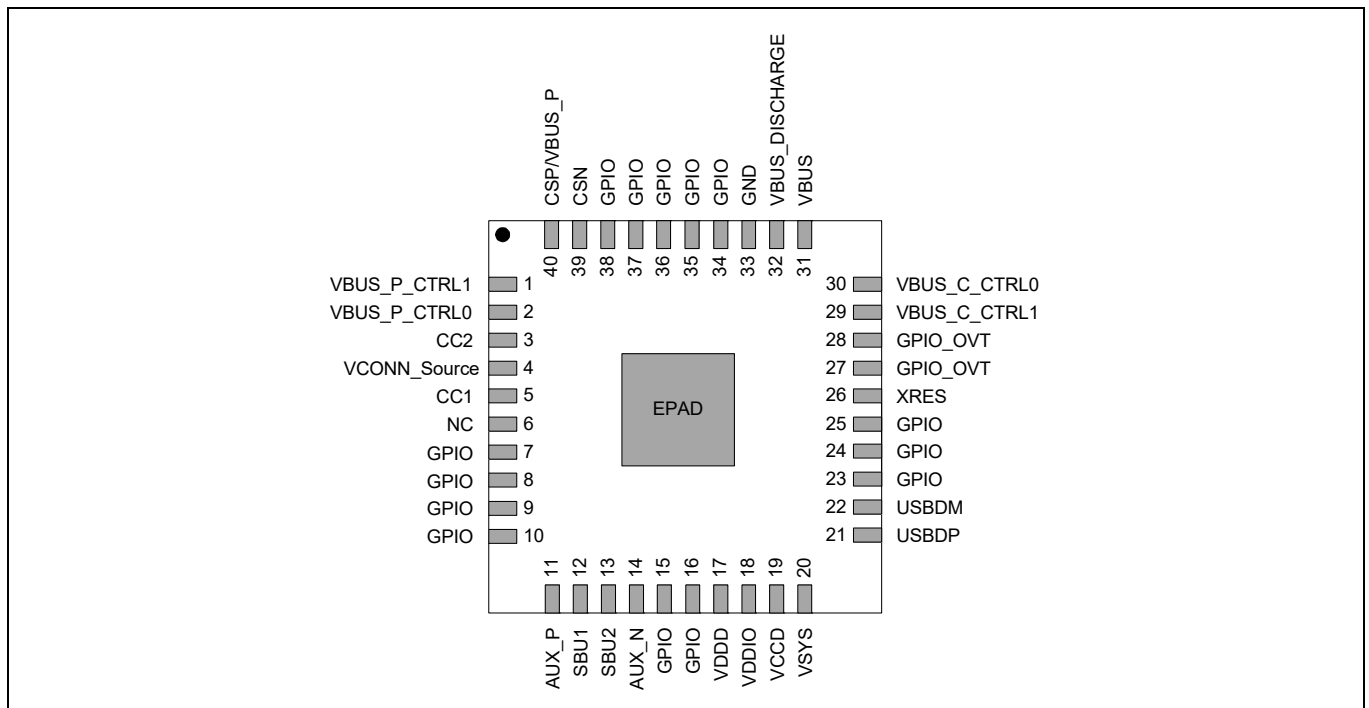 CSP/VBUS_P
CSN
GPIO
GPIO
GPIO
GPIO
GPIO
GND
VBUS_DISCHARGE
VBUS
40
39
38
37
36
35
34
33
32
31
VBUS_P_CTRL1 1
VBUS_P_CTRL0 2
CC2 3
VCONN_Source 4
CC1 5
NC 6
GPIO 7
GPIO 8
GPIO 9
GPIO 10
EPAD
30 VBUS_C_CTRL0
29 VBUS_C_CTRL1
28 GPIO_OVT
27 GPIO_OVT
26 XRES
25 GPIO
24 GPIO
23 GPIO
22 USBDM
21 USBDP
11
12
13
14
15
16
17
18
19
20
AUX_P
SBU1
SBU2
AUX_N
GPIO
GPIO
VDDD
VDDIO
VCCD
VSYS